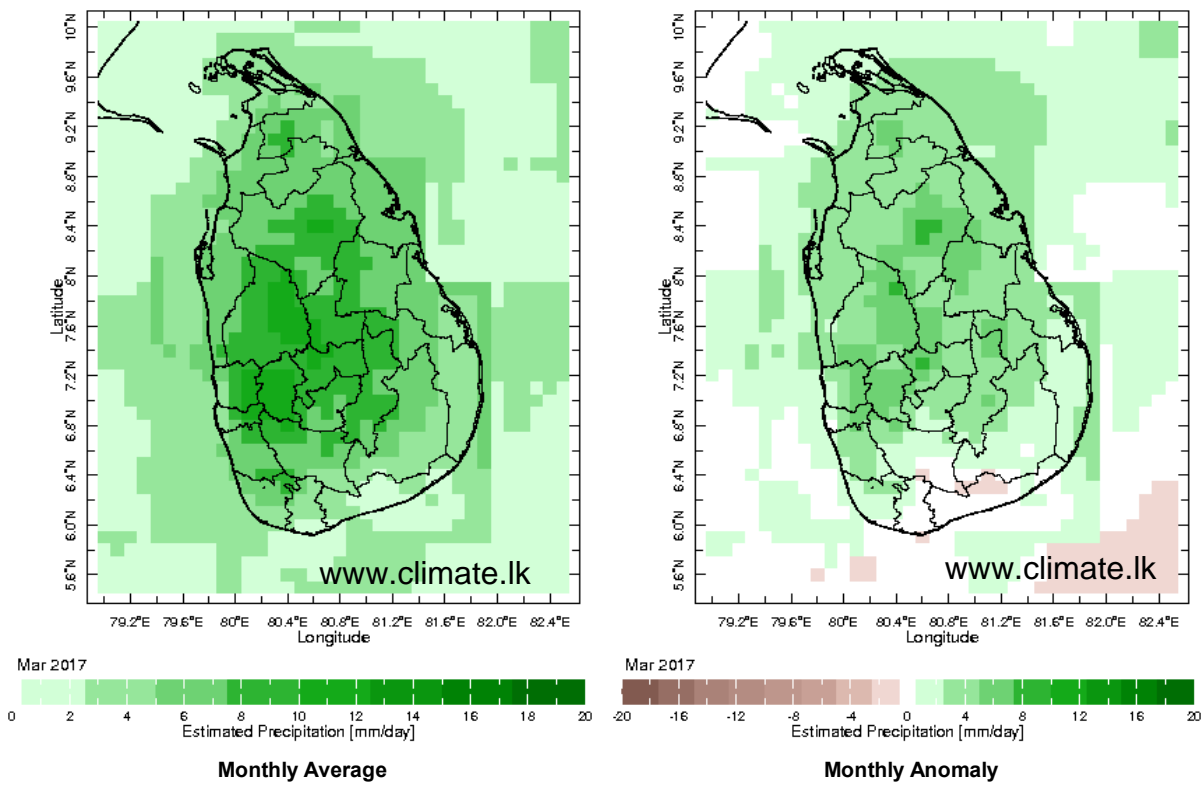 10°N
9.6°N
9.2°N
8.8°N
8.4°N
8°N
7.6°N
7.2°N
6.8°N
6.4°N
6.0°N
5.6°N
Latitude
www.climate.lk
79.2°E 79.6°E 80°E 80.4°E 80.8°E 81.2°E 81.6°E 82.0°E 82.4°E
Longitude
Mar 2017
0 2 4 6 8 10 12 14 16 18 20
Estimated Precipitation [mm/day]
Monthly Average
10°N
9.6°N
9.2°N
8.8°N
8.4°N
8°N
7.6°N
7.2°N
6.8°N
6.4°N
6.0°N
5.6°N
Latitude
www.climate.lk
79.2°E 79.6°E 80°E 80.4°E 80.8°E 81.2°E 81.6°E 82.0°E 82.4°E
Longitude
Mar 2017
-20 -16 -12 -8 -4 0 4 8 12 16 20
Estimated Precipitation [mm/day]
Monthly Anomaly